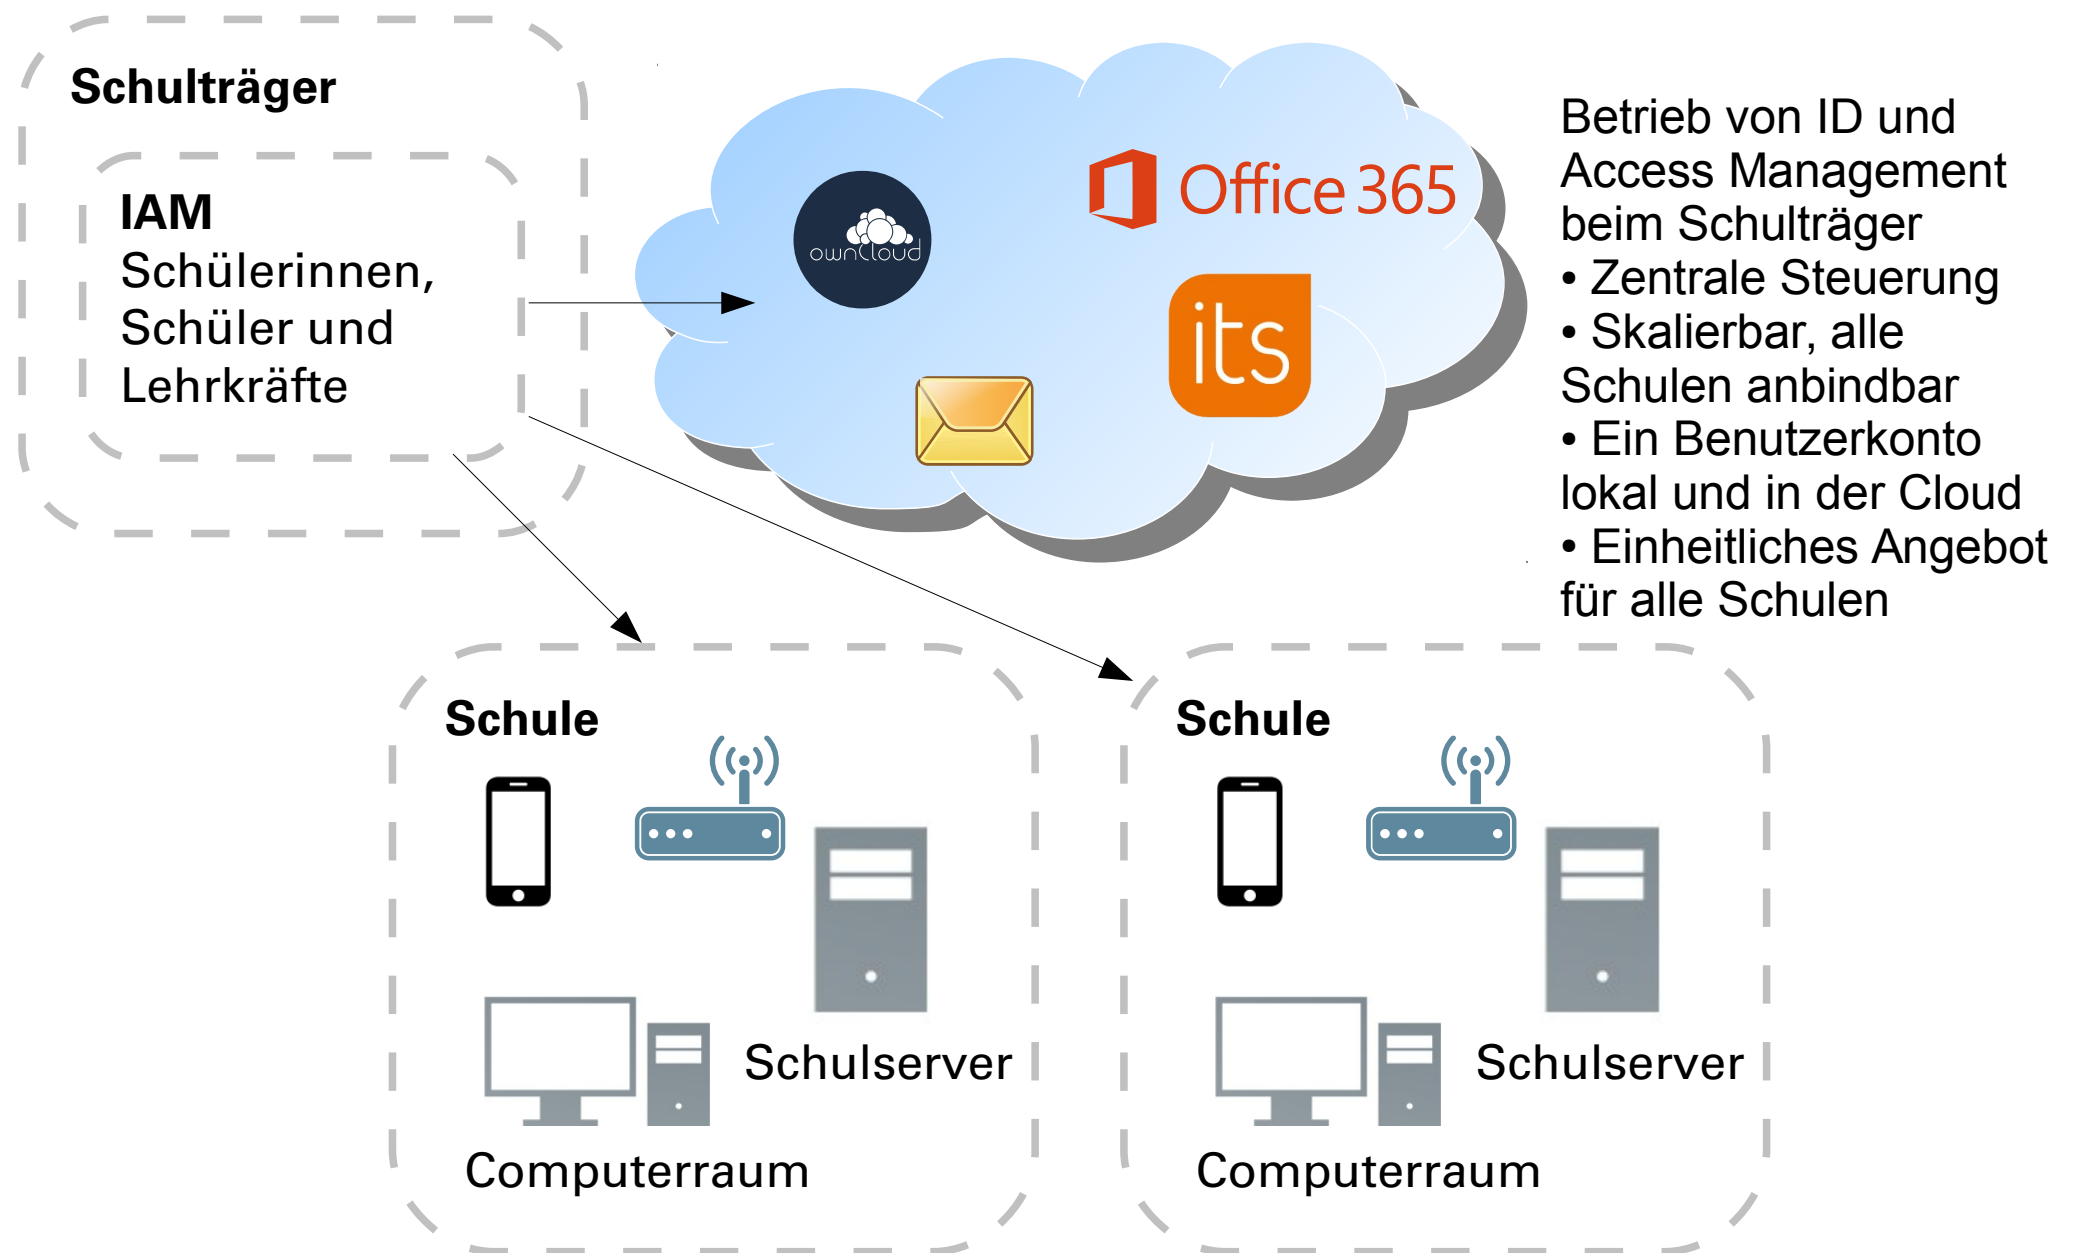 Schulträger
IAM
Schülerinnen,
Schüler und
Lehrkräfte
ownCloud
Office 365
its
Betrieb von ID und
Access Management
beim Schulträger
• Zentrale Steuerung
• Skalierbar, alle
Schulen anbindbar
• Ein Benutzerkonto
lokal und in der Cloud
• Einheitliches Angebot
für alle Schulen
Schule
Schulserver
Computerraum
Schule
Schulserver
Computerraum